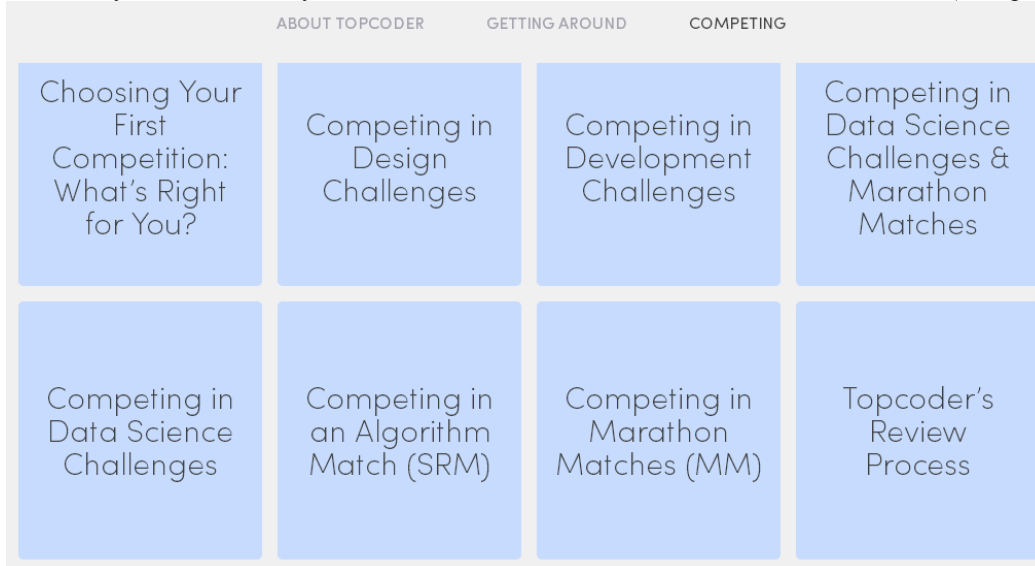 ABOUT TOPCODER
GETTING AROUND
COMPETING
Choosing Your
First
Competition:
What's Right
for You?
Competing in
Design
Challenges
Competing in
Development
Challenges
Competing in
Data Science
Challenges &
Marathon
Matches
Competing in
Data Science
Challenges
Competing in
an Algorithm
Match (SRM)
Competing in
Marathon
Matches (MM)
Topcoder's
Review
Process